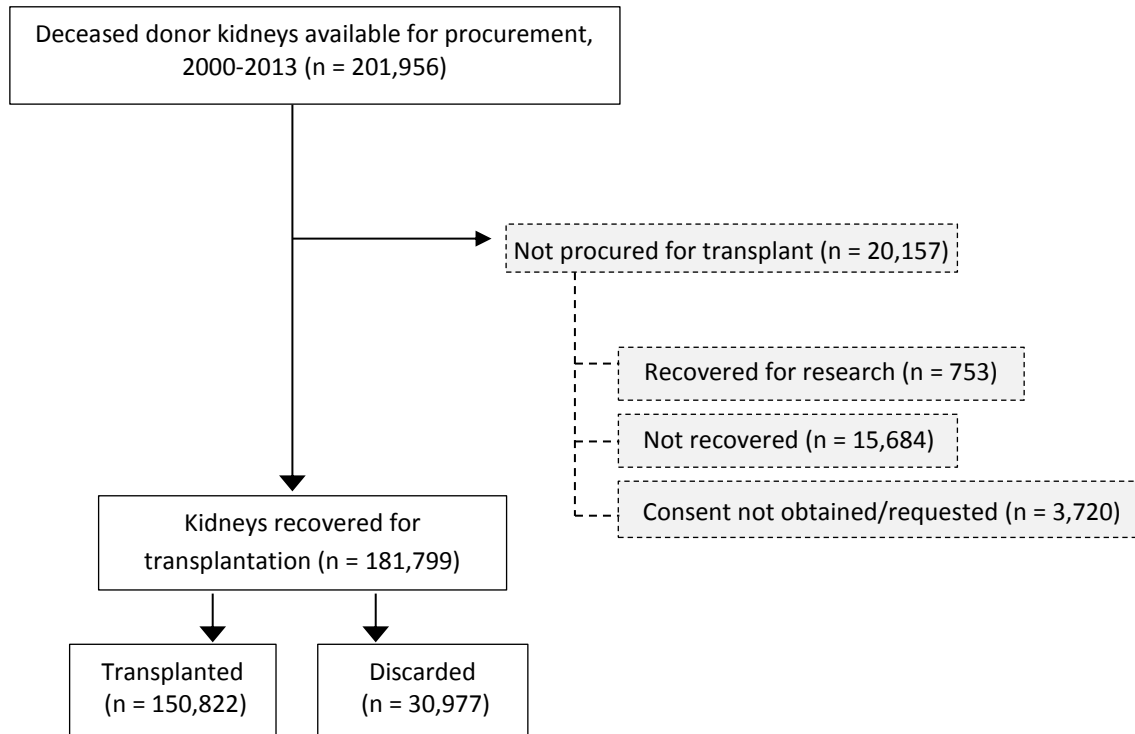 Deceased donor kidneys available for procurement,
2000-2013 (n = 201,956)
Not procured for transplant (n = 20,157)
Recovered for research (n = 753)
Not recovered (n = 15,684)
Consent not obtained/requested (n = 3,720)
Kidneys recovered for
transplantation (n = 181,799)
Transplanted
(n = 150,822)
Discarded
(n = 30,977)